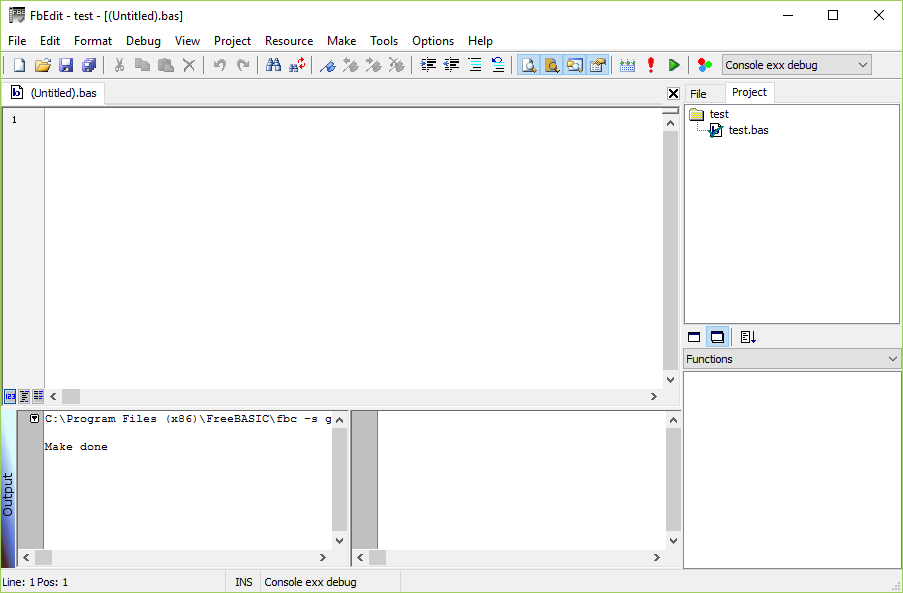 FbEdit - test - [(Untitled).bas]
File Edit Format Debug View Project Resource Make Tools Options Help
Console exx debug
(Untitled).bas
File Project
1
test
test.bas
Functions
C:\Program Files (x86)\FreeBASIC\fbc -s g
Make done
Output
Line: 1 Pos: 1 INS Console exx debug